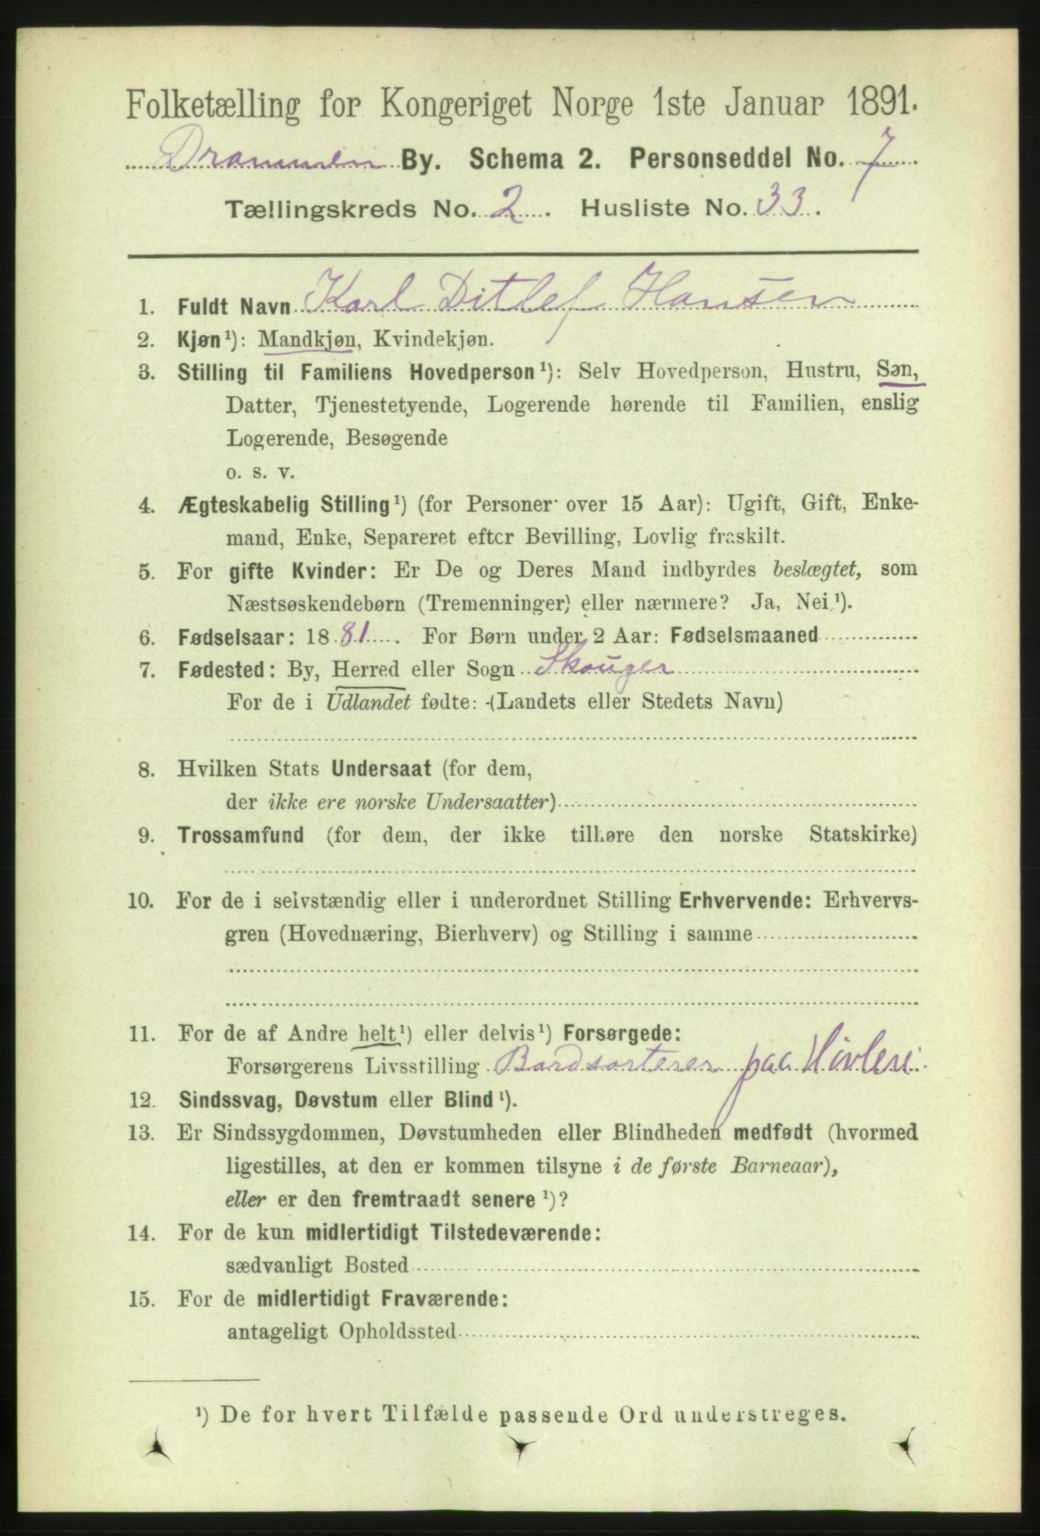 Folketælling for Kongeriget Norge 1ste Januar 1891.
Drammen By. Schema 2. Personseddel No. 7
Tællingskreds No. 2. Husliste No. 33.
1. Fuldt Navn Karl Ditlef Hansen
2. Kjøn¹): Mandkjøn, Kvindekjøn.
3. Stilling til Familiens Hovedperson¹): Selv Hovedperson, Hustru, Søn,
Datter, Tjenestetyende, Logerende hørende til Familien, enslig
Logerende, Besøgende
o. s. v.
4. Ægteskabelig Stilling¹) (for Personer over 15 Aar): Ugift, Gift, Enke-
mand, Enke, Separeret efter Bevilling, Lovlig fraskilt.
5. For gifte Kvinder: Er De og Deres Mand indbyrdes beslægtet, som
Næstsøskendebørn (Tremenninger) eller nærmere? Ja, Nei¹).
6. Fødselsaar: 1881. For Børn under 2 Aar: Fødselsmaaned
7. Fødested: By, Herred eller Sogn Skouger
For de i Udlandet fødte: (Landets eller Stedets Navn)
8. Hvilken Stats Undersaat (for dem,
der ikke ere norske Undersaatter)
9. Trossamfund (for dem, der ikke tilhøre den norske Statskirke)
10. For de i selvstændig eller i underordnet Stilling Erhvervende: Erhvervs-
gren (Hovednæring, Bierhverv) og Stilling i samme
11. For de af Andre helt¹) eller delvis¹) Forsørgede:
Forsørgerens Livsstilling Bordsorterer paa Høvleri
12. Sindssvag, Døvstum eller Blind¹).
13. Er Sindssygdommen, Døvstumheden eller Blindheden medfødt (hvormed
ligestilles, at den er kommen tilsyne i de første Barneaar),
eller er den fremtraadt senere¹)?
14. For de kun midlertidigt Tilstedeværende:
sædvanligt Bosted
15. For de midlertidigt Fraværende:
antageligt Opholdssted
¹) De for hvert Tilfælde passende Ord understreges.